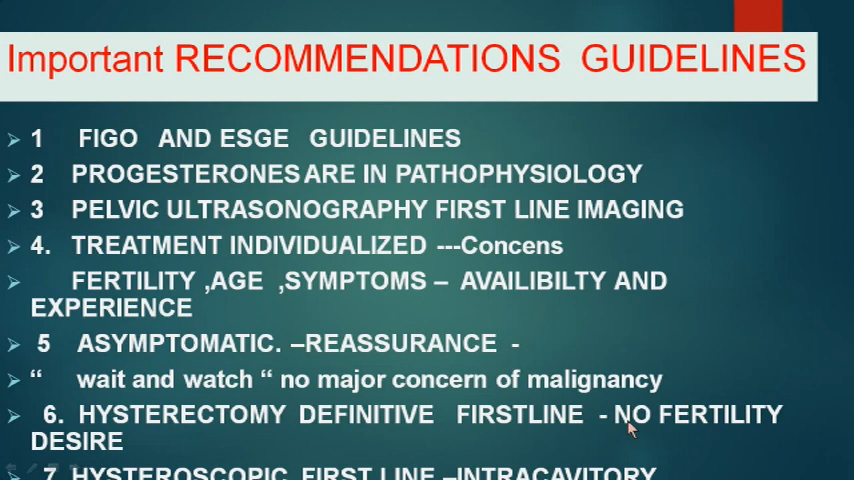 Important RECOMMENDATIONS GUIDELINES
1 FIGO AND ESGE GUIDELINES
2 PROGESTERONES ARE IN PATHOPHYSIOLOGY
3 PELVIC ULTRASONOGRAPHY FIRST LINE IMAGING
4. TREATMENT INDIVIDUALIZED ---Concens
FERTILITY ,AGE ,SYMPTOMS – AVAILIBILTY AND
EXPERIENCE
5 ASYMPTOMATIC. –REASSURANCE -
“ wait and watch “ no major concern of malignancy
6. HYSTERECTOMY DEFINITIVE FIRSTLINE - NO FERTILITY
DESIRE
7 HYSTEROSCOPIC FIRST LINE –INTRACAVITORY